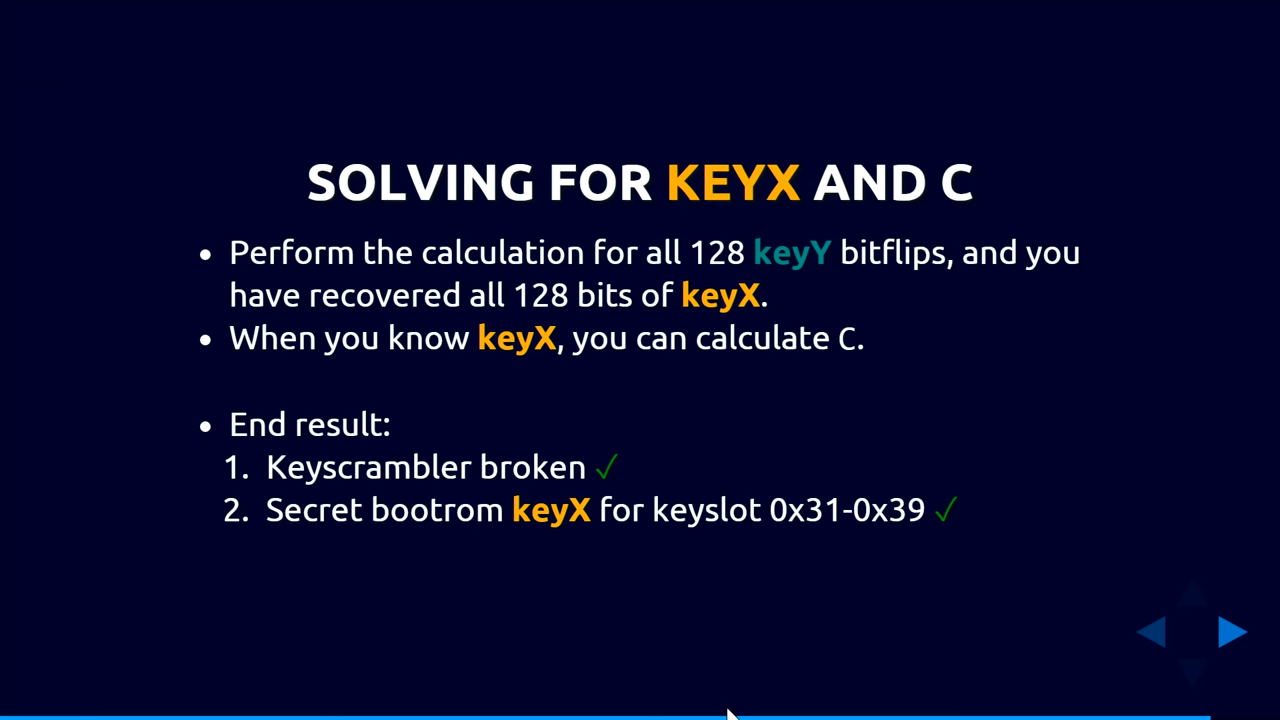 SOLVING FOR KEYX AND C
• Perform the calculation for all 128 keyY bitflips, and you
have recovered all 128 bits of keyX.
• When you know keyX, you can calculate C.
• End result:
1. Keyscrambler broken ✓
2. Secret bootrom keyX for keyslot 0x31-0x39 ✓